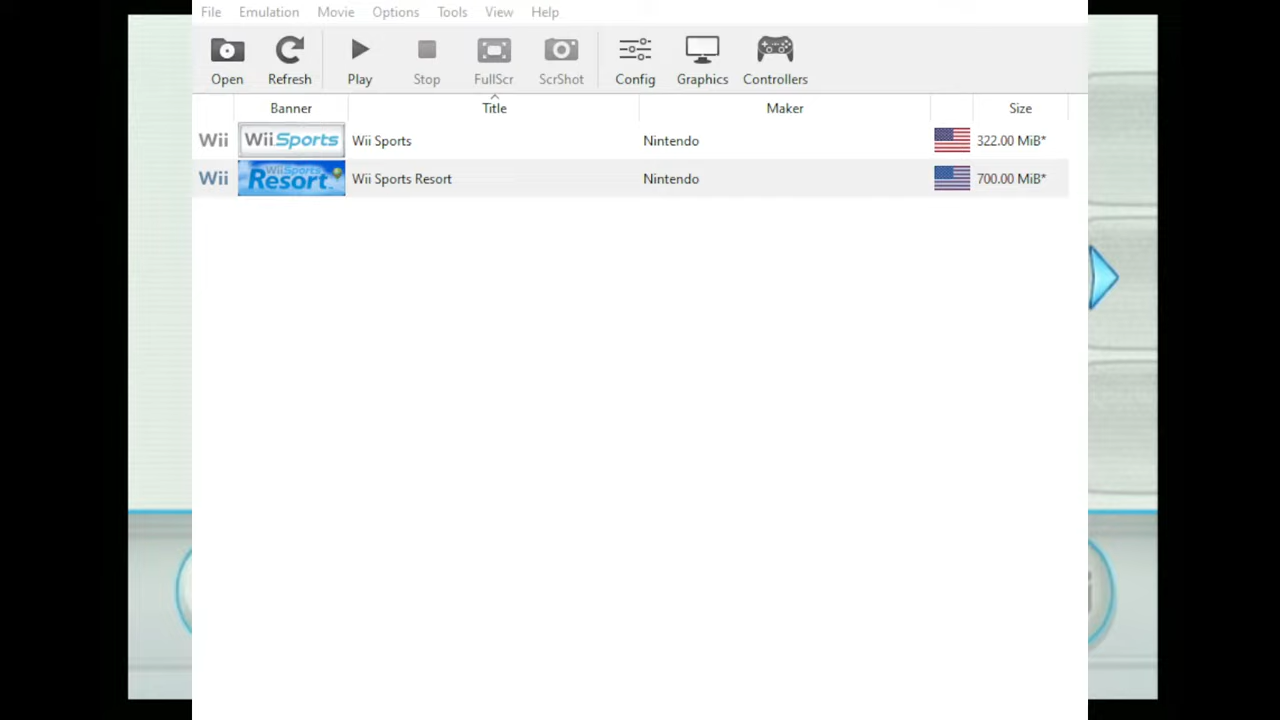 File Emulation Movie Options Tools View Help
Open Refresh Play Stop FullScr ScrShot Config Graphics Controllers
Banner Title Maker Size
Wii Wii Sports Wii Sports Nintendo 322.00 MiB*
Wii WiiSports Resort Wii Sports Resort Nintendo 700.00 MiB*